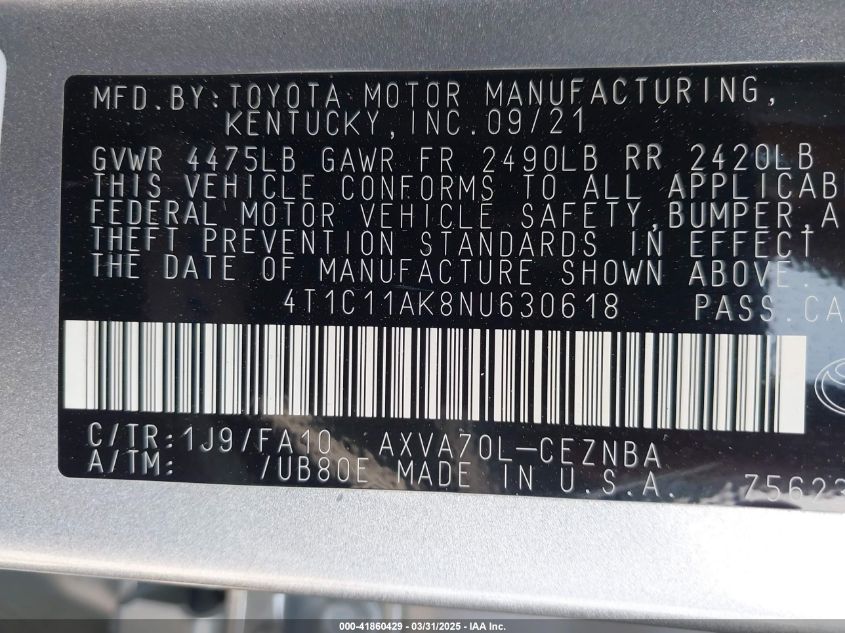 MFD.BY:TOYOTA MOTOR MANUFACTURING,
KENTUCKY,INC.09/21
GVWR 4475LB GAWR FR 2490LB RR 2420LB
THIS VEHICLE CONFORMS TO ALL APPLICAB
FEDERAL MOTOR VEHICLE SAFETY,BUMPER,A
THEFT PREVENTION STANDARDS IN EFFECT
THE DATE OF MANUFACTURE SHOWN ABOVE.
4T1C11AK8NU630618 PASS.CA
C/TR:1J9/FA10 AXVA70L-CEZNBA
A/TM: /UB80E MADE IN U.S.A. 75622
000-41860429 - 03/31/2025 - IAA Inc.